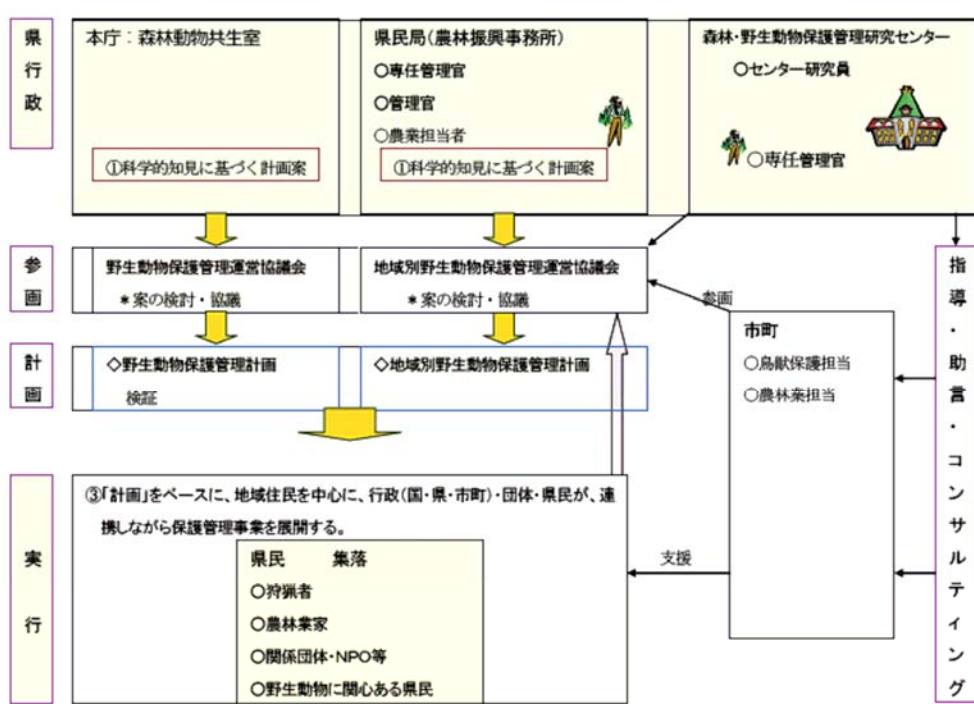 県行政
本庁：森林動物共生室
①科学的知見に基づく計画案
県民局（農林振興事務所）
○専任管理官
○管理官
○農業担当者
①科学的知見に基づく計画案
森林・野生動物保護管理研究センター
○センター研究員
○専任管理官
参画
野生動物保護管理運営協議会
＊案の検討・協議
地域別野生動物保護管理運営協議会
＊案の検討・協議
参画
計画
◇野生動物保護管理計画
検証
◇地域別野生動物保護管理計画
市町
○鳥獣保護担当
○農林業担当
指導・助言・コンサルティング
実行
③「計画」をベースに、地域住民を中心に、行政（国・県・市町）・団体・県民が、連
携しながら保護管理事業を展開する。
県民　集落
○狩猟者
○農林業家
○関係団体・NPO等
○野生動物に関心ある県民
支援